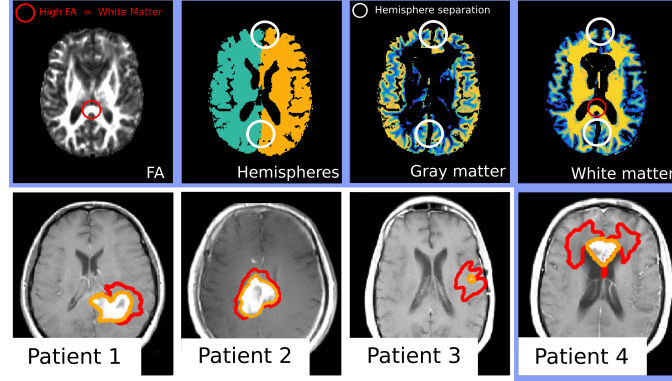 High FA = White Matter
Hemisphere separation
FA
Hemispheres
Gray matter
White matter
Patient 1
Patient 2
Patient 3
Patient 4